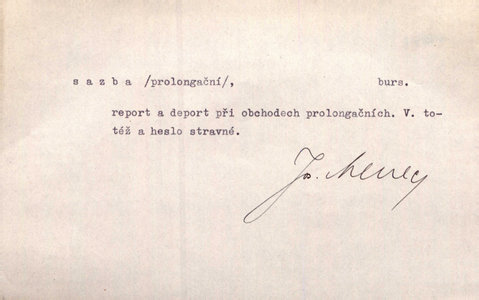 s a z b a /prolongační/, burs.
report a deport při obchodech prolongačních. V. to-
též a heslo stravné.